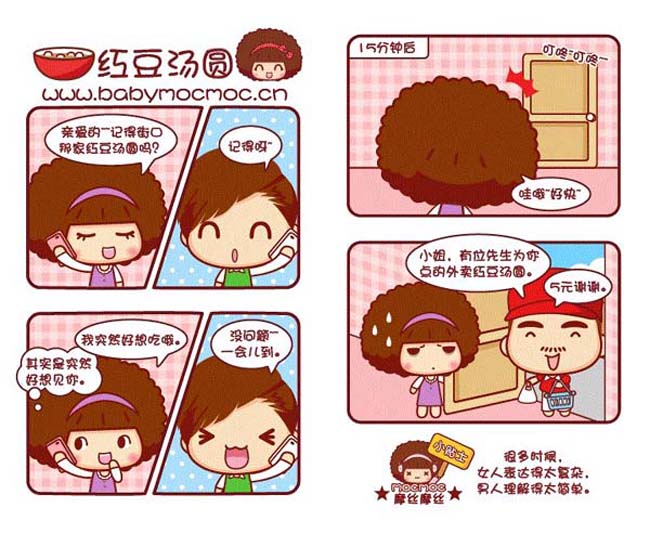 红豆汤圆
www.babymocmoc.cn
亲爱的~记得街口
那家红豆汤圆吗?
记得呀~
我突然好想吃哦。
其实是突然
好想见你。
没问题~
一会儿到。
15分钟后
叮咚~叮咚~
哇哦~好快~
小姐，有位先生为你
点的外卖红豆汤圆。
5元谢谢。
小贴士
mocmoc
摩丝摩丝
很多时候，
女人表达得太复杂，
男人理解得太简单。